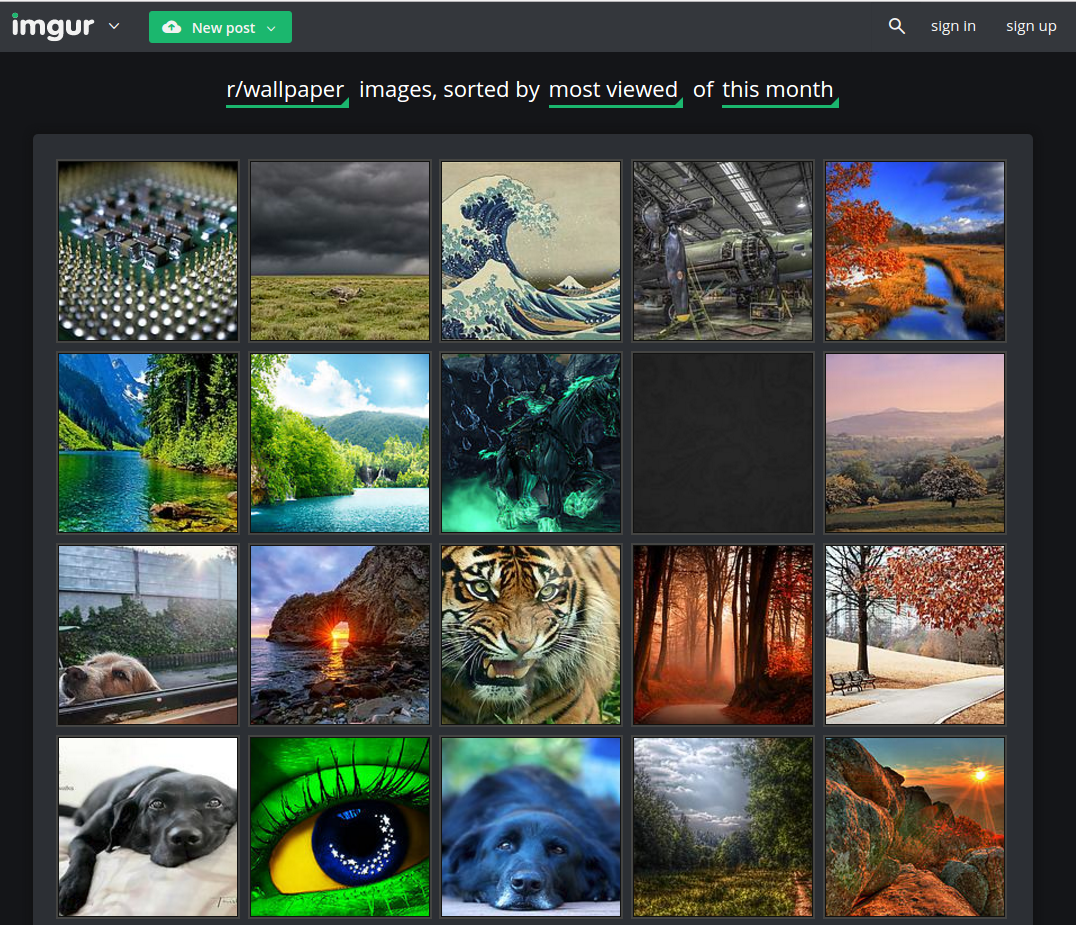 imgur New post sign in sign up
r/wallpaper images, sorted by most viewed of this month